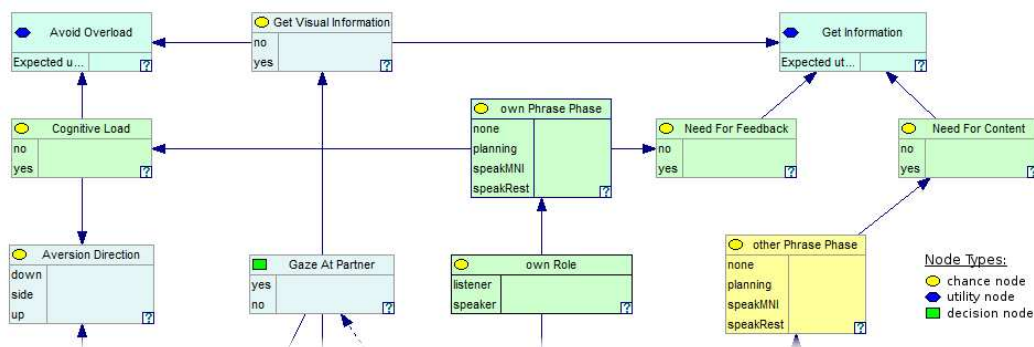 Avoid Overload
Expected u...
?
Get Visual Information
no
yes
?
Get Information
Expected ut...
?
Cognitive Load
no
yes
?
own Phrase Phase
none
planning
speakMNI
speakRest
?
Need For Feedback
no
yes
?
Need For Content
no
yes
?
Aversion Direction
down
side
up
?
Gaze At Partner
yes
no
?
own Role
listener
speaker
?
other Phrase Phase
none
planning
speakMNI
speakRest
?
Node Types:
chance node
utility node
decision node